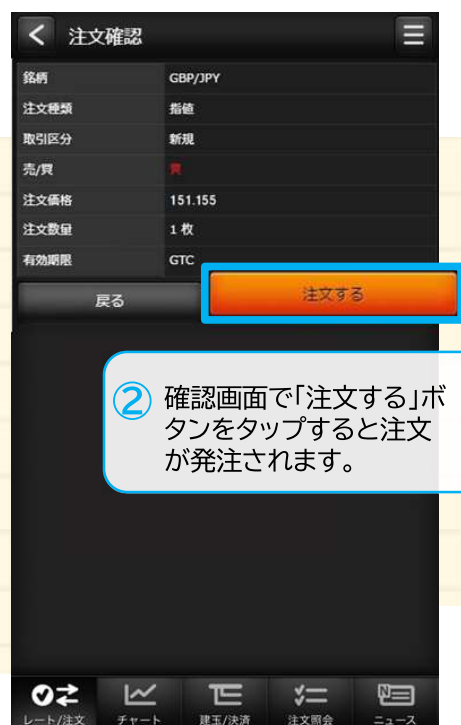 注文確認
銘柄 GBP/JPY
注文種類 指値
取引区分 新規
売/買 買
注文価格 151.155
注文数量 1 枚
有効期限 GTC
戻る 注文する
② 確認画面で「注文する」ボ
タンをタップすると注文
が発注されます。
レート/注文 チャート 建玉/決済 注文照会 ニュース